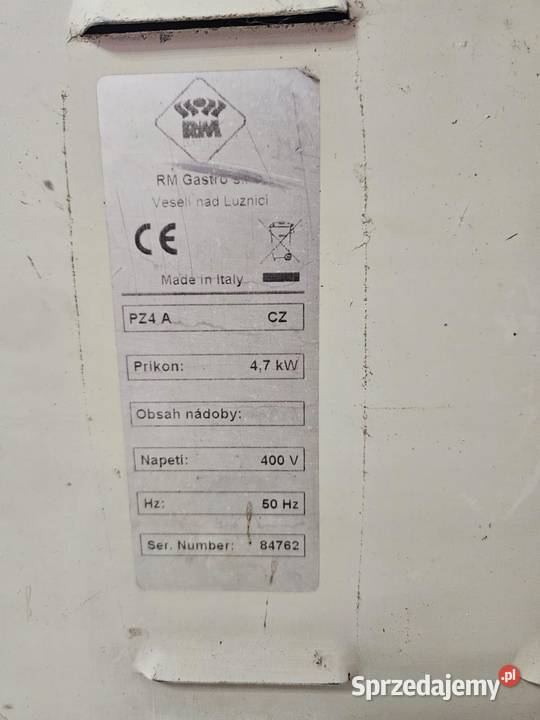 RM
RM Gastro s.r.o.
Veseli nad Luznici
CE
Made in Italy
PZ4 A CZ
Prikon: 4,7 kW
Obsah nádoby:
Napeti: 400 V
Hz: 50 Hz
Ser. Number: 84762
Sprzedajemy.pl